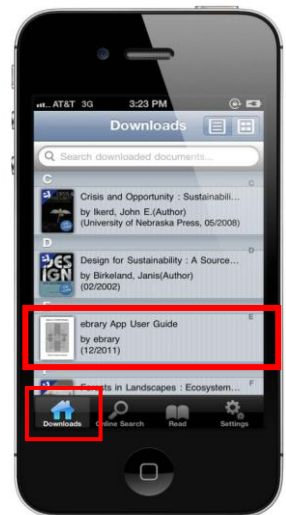 AT&T 3G 3:23 PM
Downloads
Search downloaded documents...
C
Crisis and Opportunity : Sustainabili...
by Ikerd, John E.(Author)
(University of Nebraska Press, 05/2008)
C
D
DESIGN
Design for Sustainability : A Source...
by Birkeland, Janis(Author)
(02/2002)
D
ebrary App User Guide
by ebrary
(12/2011)
E
Forests in Landscapes : Ecosystem...
F
Downloads Online Search Read Settings